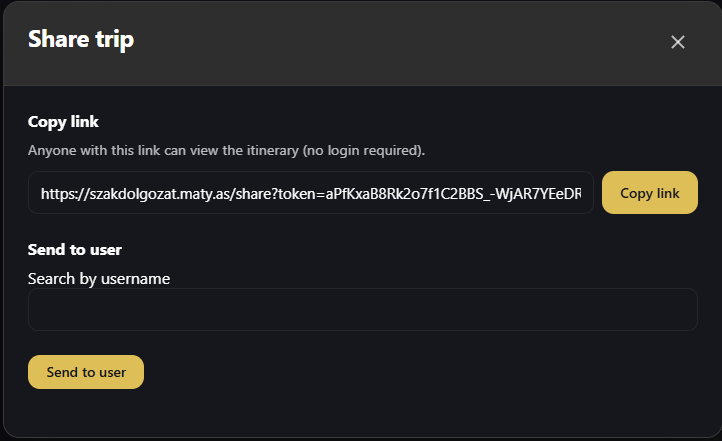 Share trip
Copy link
Anyone with this link can view the itinerary (no login required).
https://szakdolgozat.maty.as/share?token=aPfKxaB8Rk2o7f1C2BBS_-WjAR7YEeDR
Copy link
Send to user
Search by username
Send to user